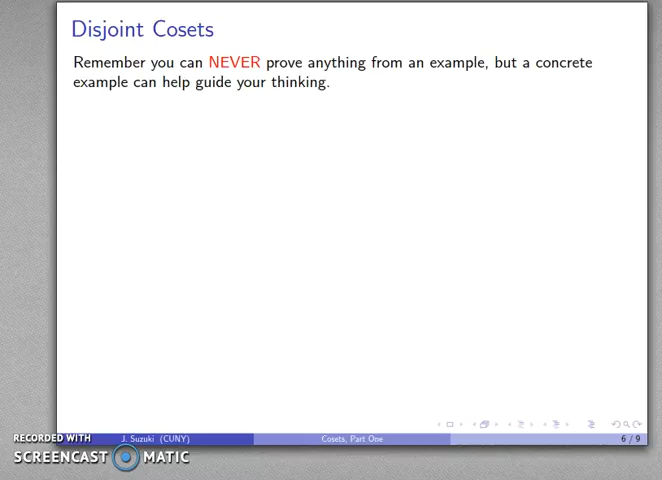 Disjoint Cosets
Remember you can NEVER prove anything from an example, but a concrete
example can help guide your thinking.
RECORDED WITH
J. Suzuki (CUNY)
Cosets, Part One
6 / 9
SCREENCAST MATIC